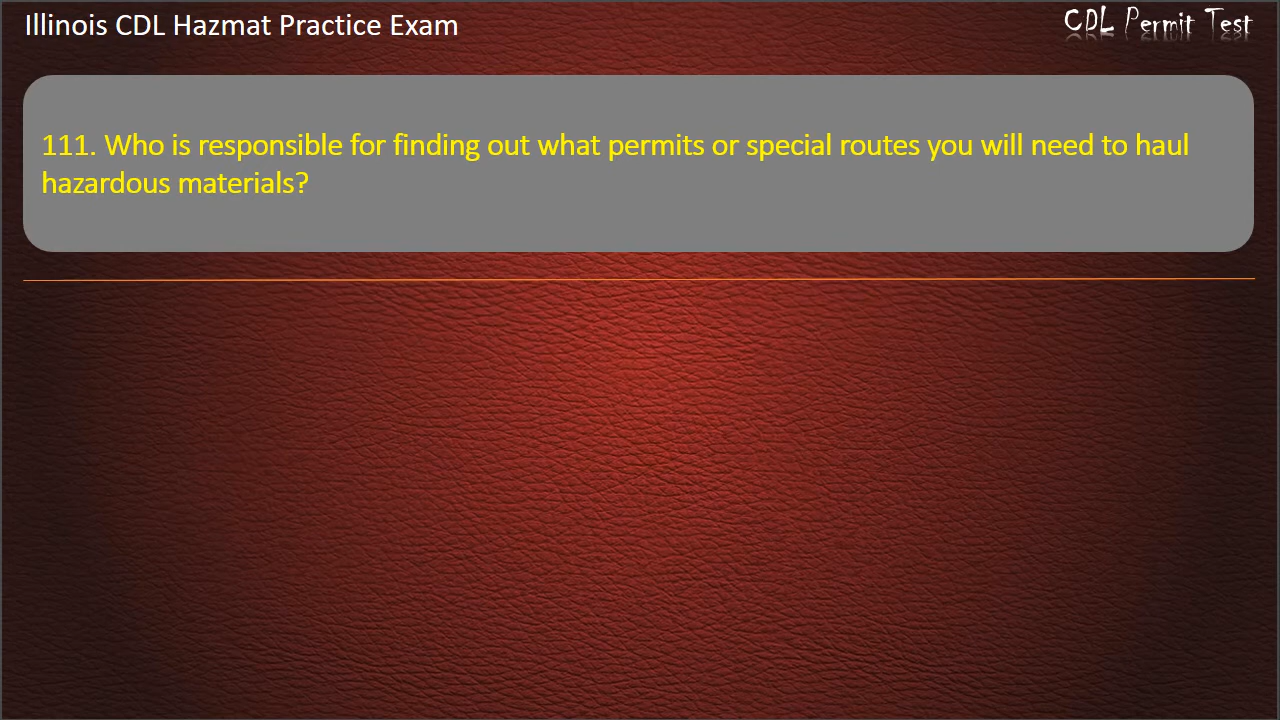 Illinois CDL Hazmat Practice Exam
CDL Permit Test
111. Who is responsible for finding out what permits or special routes you will need to haul
hazardous materials?